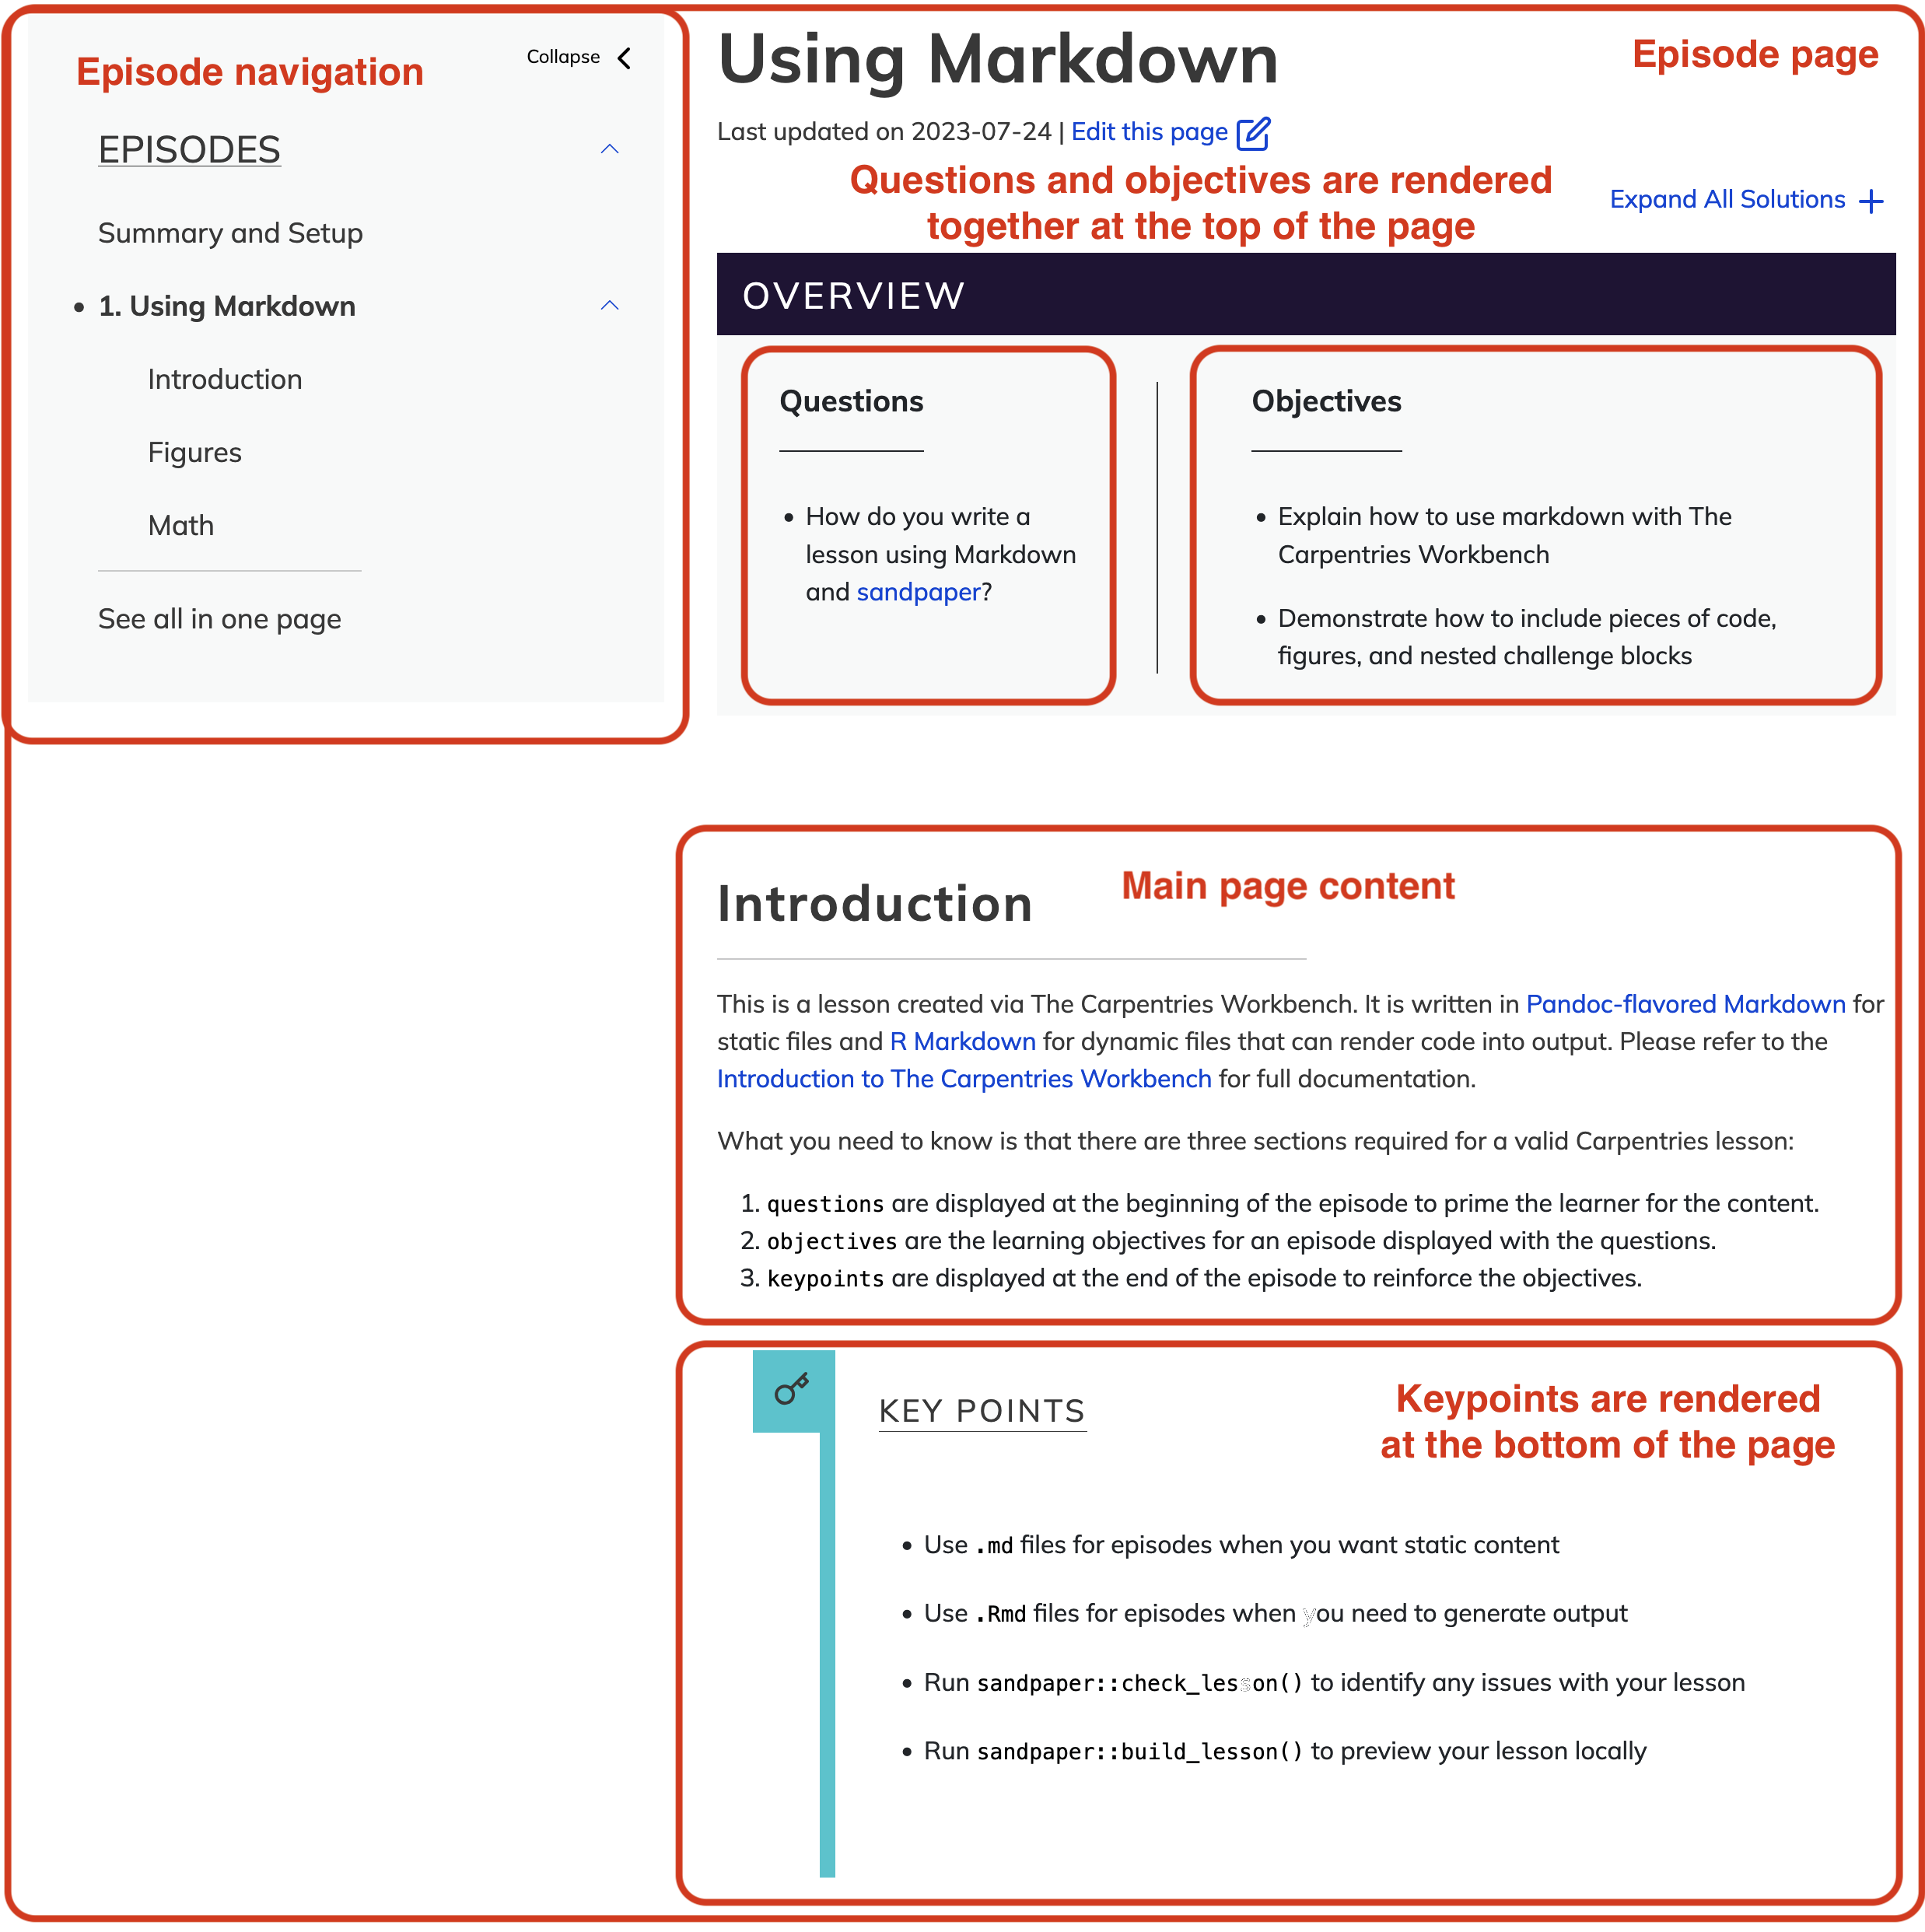 Episode navigation
Collapse
EPISODES
Summary and Setup
1. Using Markdown
Introduction
Figures
Math
See all in one page
Using Markdown
Episode page
Last updated on 2023-07-24 | Edit this page
Questions and objectives are rendered
together at the top of the page
Expand All Solutions +
OVERVIEW
Questions
• How do you write a
lesson using Markdown
and sandpaper?
Objectives
• Explain how to use markdown with The
Carpentries Workbench
• Demonstrate how to include pieces of code,
figures, and nested challenge blocks
Introduction
Main page content
This is a lesson created via The Carpentries Workbench. It is written in Pandoc-flavored Markdown for
static files and R Markdown for dynamic files that can render code into output. Please refer to the
Introduction to The Carpentries Workbench for full documentation.
What you need to know is that there are three sections required for a valid Carpentries lesson:
1. questions are displayed at the beginning of the episode to prime the learner for the content.
2. objectives are the learning objectives for an episode displayed with the questions.
3. keypoints are displayed at the end of the episode to reinforce the objectives.
KEY POINTS
Keypoints are rendered
at the bottom of the page
• Use .md files for episodes when you want static content
• Use .Rmd files for episodes when you need to generate output
• Run sandpaper::check_lesson() to identify any issues with your lesson
• Run sandpaper::build_lesson() to preview your lesson locally